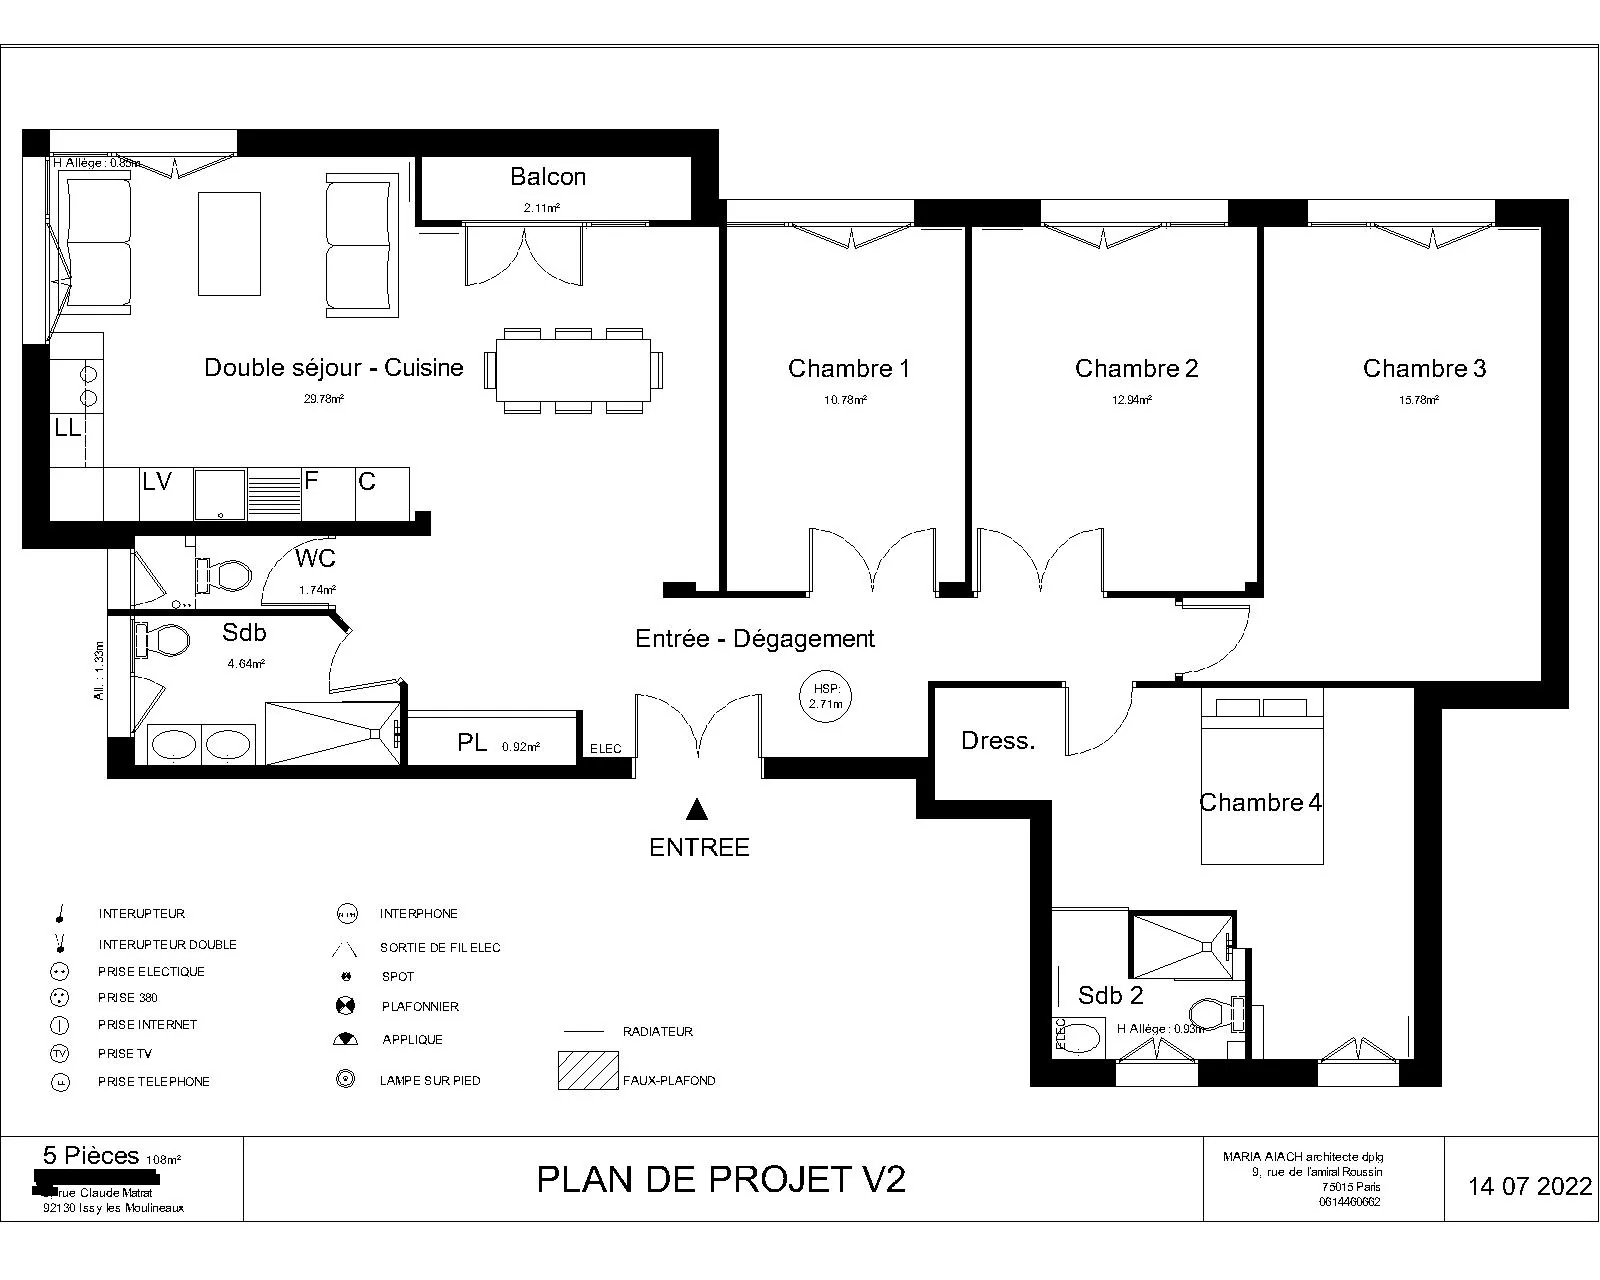 H Allége : 0.85m
Balcon
2.11m²
Double séjour - Cuisine
29.78m²
Chambre 1
10.78m²
Chambre 2
12.94m²
Chambre 3
15.78m²
LL
LV
F
C
WC
1.74m²
Sdb
4.64m²
All. : 1.33m
Entrée - Dégagement
HSP:
2.71m
PL 0.92m²
ELEC
Dress.
Chambre 4
ENTREE
Sdb 2
H Allége : 0.93m
ELEC
INTERUPTEUR
INTERUPTEUR DOUBLE
PRISE ELECTIQUE
PRISE 380
PRISE INTERNET
TV PRISE TV
PRISE TELEPHONE
INTERPHONE
SORTIE DE FIL ELEC
SPOT
PLAFONNIER
APPLIQUE
LAMPE SUR PIED
RADIATEUR
FAUX-PLAFOND
5 Pièces 108m²
rue Claude Matrat
92130 Issy les Moulineaux
PLAN DE PROJET V2
MARIA AIACH architecte dplg
9, rue de l'amiral Roussin
75015 Paris
0614460662
14 07 2022